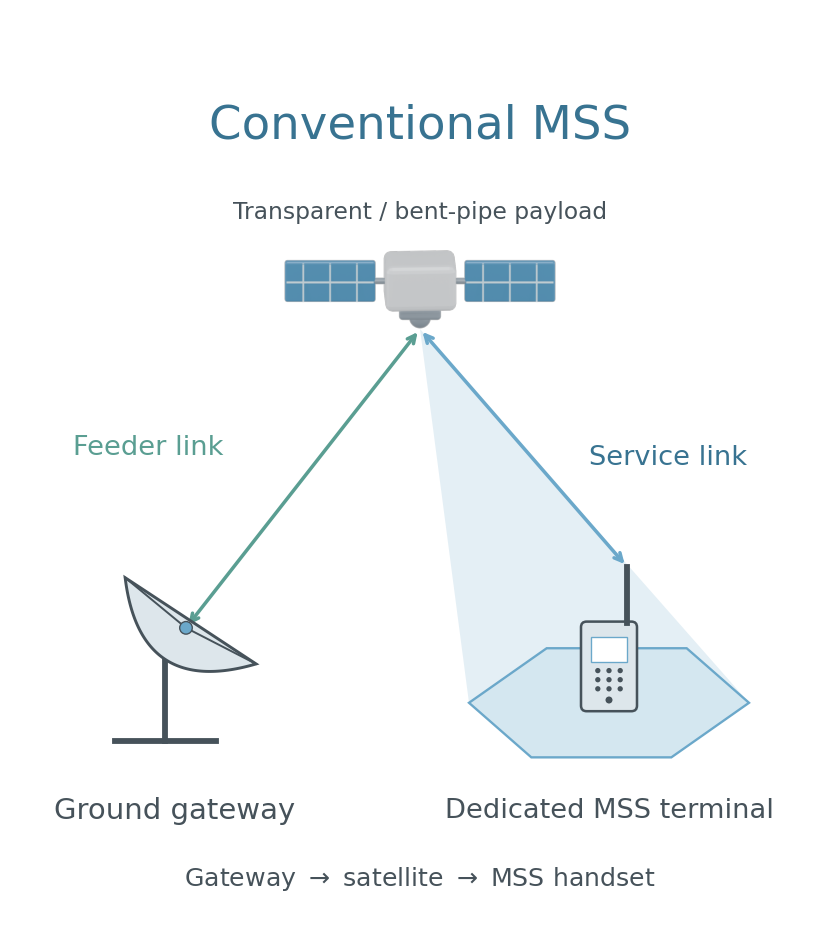 Conventional MSS
Transparent / bent-pipe payload
Feeder link
Service link
Ground gateway
Dedicated MSS terminal
Gateway → satellite → MSS handset